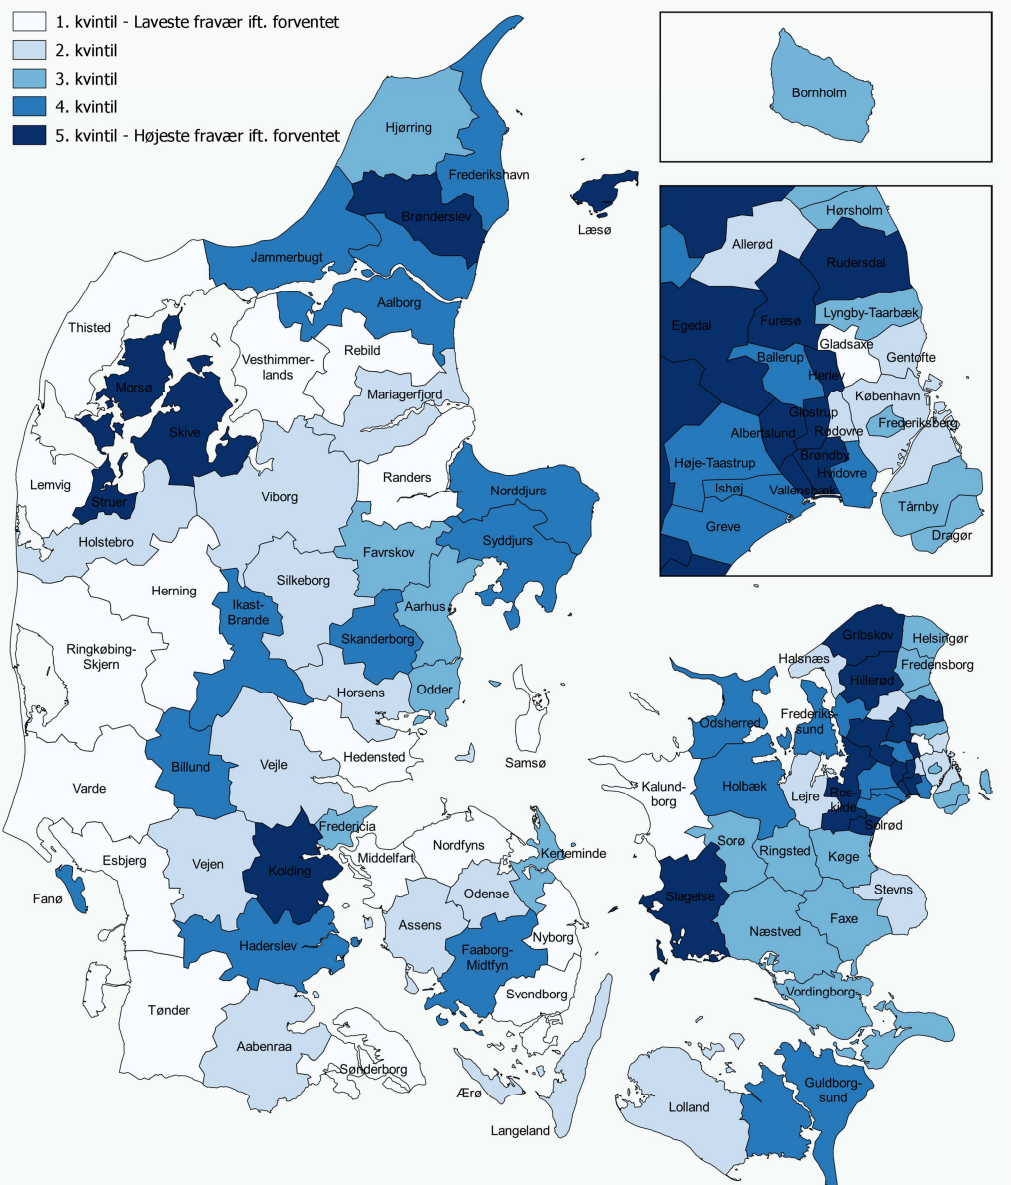 1. kvintil - Laveste fravær ift. forventet
2. kvintil
3. kvintil
4. kvintil
5. kvintil - Højeste fravær ift. forventet
Bornholm
Hjørring
Frederikshavn
Brønderslev
Læsø
Jammerbugt
Aalborg
Thisted
Vesthimmer-
lands
Rebild
Morsø
Mariagerfjord
Skive
Lemvig
Struer
Viborg
Randers
Norddjurs
Holstebro
Syddjurs
Favrskov
Silkeborg
Herning
Ikast-
Brande
Aarhus
Skanderborg
Ringkøbing-
Skjern
Horsens
Odder
Hedensted
Samsø
Billund
Vejle
Varde
Fredericia
Esbjerg
Vejen
Kolding
Middelfart
Nordfyns
Kerteminde
Fanø
Odense
Assens
Haderslev
Nyborg
Faaborg-
Midtfyn
Svendborg
Tønder
Aabenraa
Sønderborg
Ærø
Langeland
Hørsholm
Allerød
Rudersdal
Egedal
Furesø
Lyngby-Taarbæk
Gladsaxe
Ballerup
Gentofte
Herlev
København
Glostrup
Frederiksberg
Albertslund
Rødovre
Brøndby
Høje-Taastrup
Hvidovre
Ishøj
Vallensbæk
Greve
Tårnby
Dragør
Gribskov
Helsingør
Halsnæs
Fredensborg
Hillerød
Odsherred
Frederiks-
sund
Kalund-
borg
Holbæk
Lejre
Ros-
kilde
Solrød
Sorø
Ringsted
Køge
Slagelse
Stevns
Næstved
Faxe
Vordingborg
Guldborg-
sund
Lolland